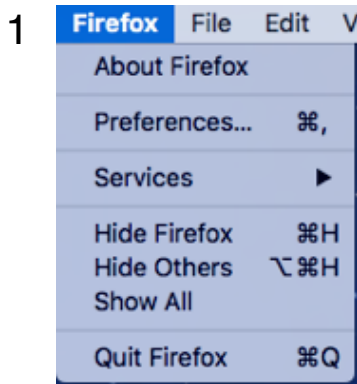 1
Firefox File Edit
About Firefox
Preferences... ⌘,
Services ▶
Hide Firefox ⌘H
Hide Others ⌥⌘H
Show All
Quit Firefox ⌘Q